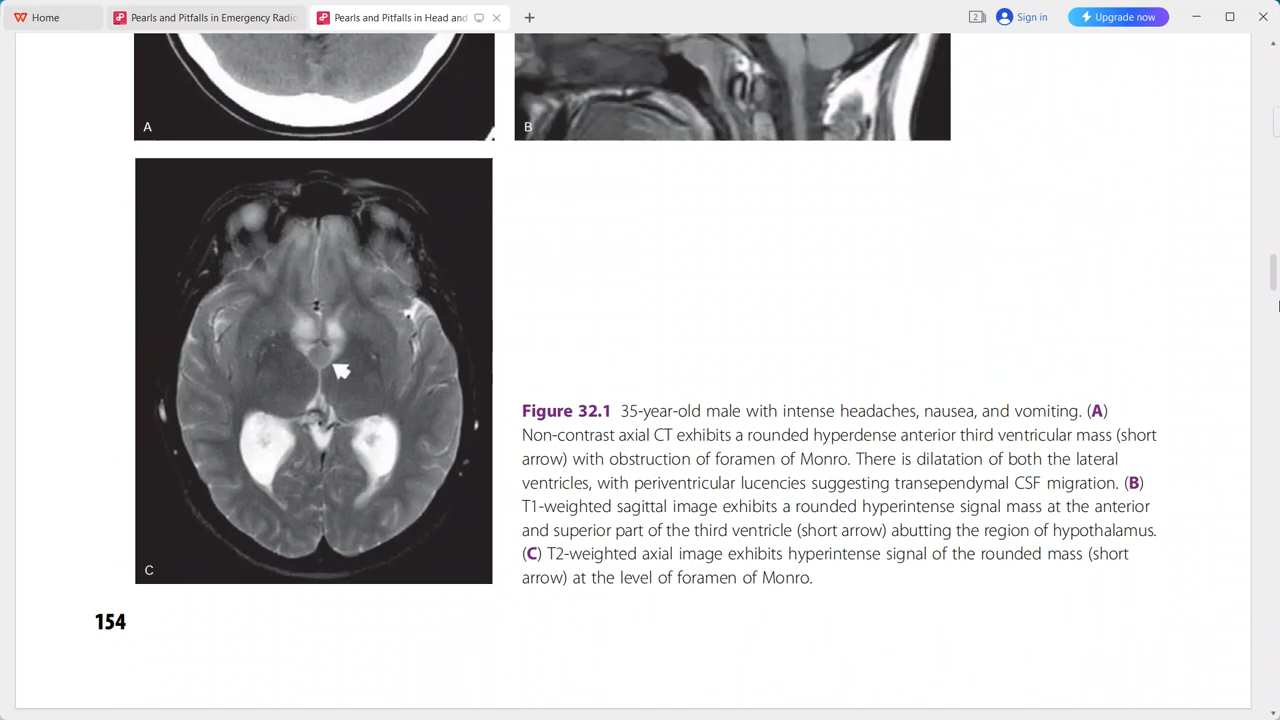 Home
Pearls and Pitfalls in Emergency Radio
Pearls and Pitfalls in Head and
2
Sign in
Upgrade now
A
B
C
Figure 32.1 35-year-old male with intense headaches, nausea, and vomiting. (A)
Non-contrast axial CT exhibits a rounded hyperdense anterior third ventricular mass (short
arrow) with obstruction of foramen of Monro. There is dilatation of both the lateral
ventricles, with periventricular lucencies suggesting transependymal CSF migration. (B)
T1-weighted sagittal image exhibits a rounded hyperintense signal mass at the anterior
and superior part of the third ventricle (short arrow) abutting the region of hypothalamus.
(C) T2-weighted axial image exhibits hyperintense signal of the rounded mass (short
arrow) at the level of foramen of Monro.
154